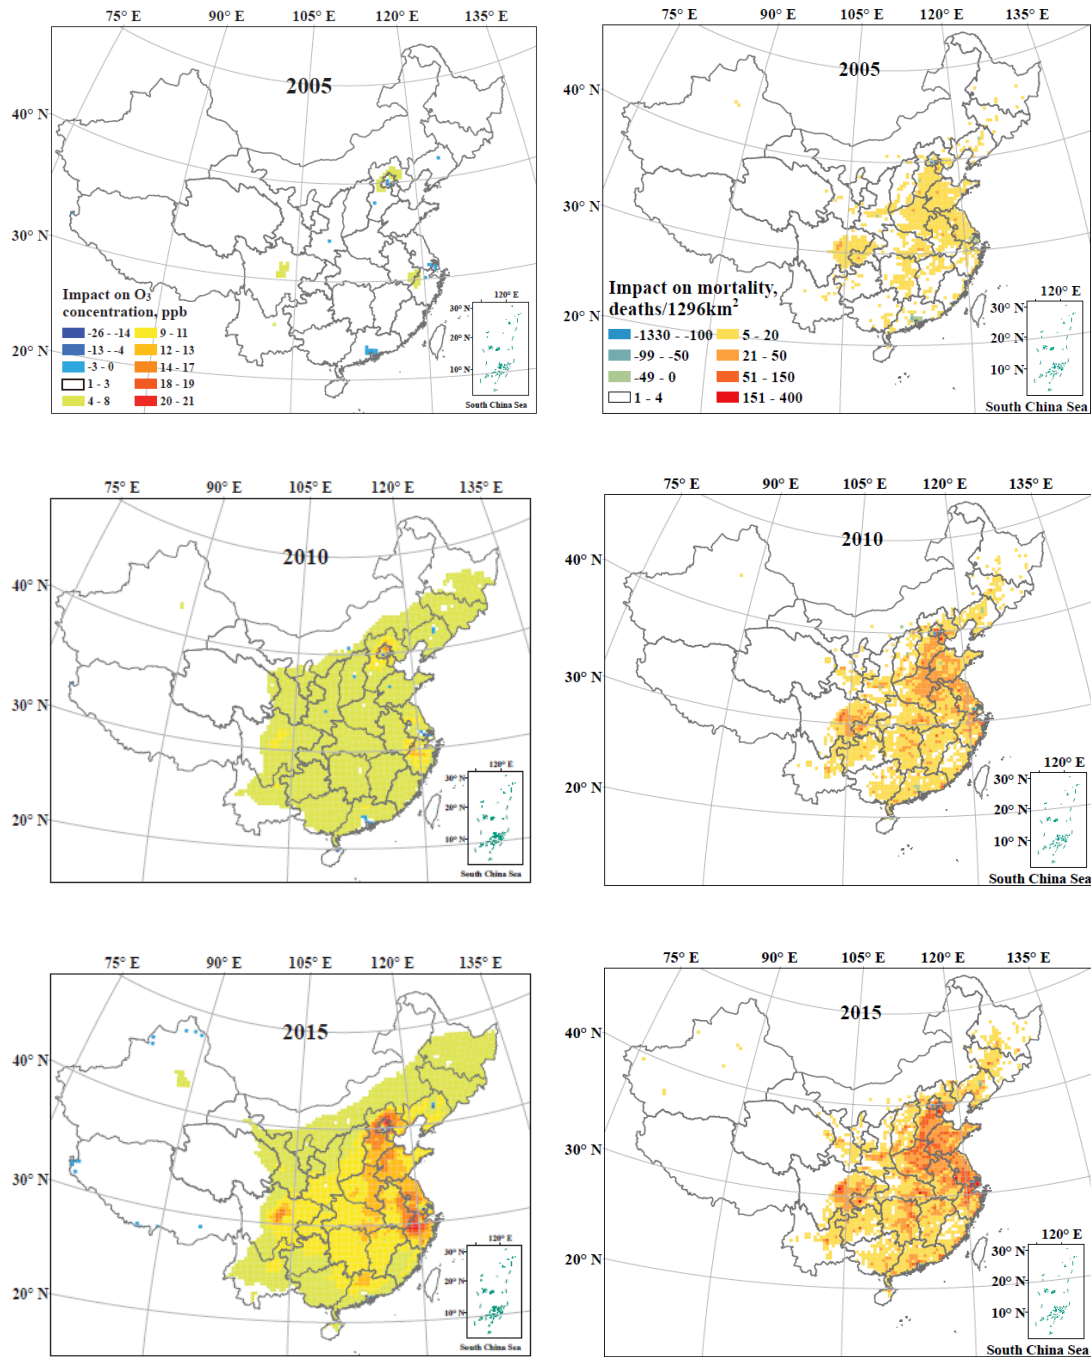 75° E 90° E 105° E 120° E 135° E
2005
40° N
30° N
20° N
Impact on O3
concentration, ppb
-26 - -14 9 - 11
-13 - -4 12 - 13
-3 - 0 14 - 17
1 - 3 18 - 19
4 - 8 20 - 21
120° E
30° N
20° N
10° N
South China Sea
75° E 90° E 105° E 120° E 135° E
2005
40° N
30° N
20° N
Impact on mortality,
deaths/1296km²
-1330 - -100 5 - 20
-99 - -50 21 - 50
-49 - 0 51 - 150
1 - 4 151 - 400
120° E
30° N
20° N
10° N
South China Sea
75° E 90° E 105° E 120° E 135° E
2010
40° N
30° N
20° N
120° E
30° N
20° N
10° N
South China Sea
75° E 90° E 105° E 120° E 135° E
2010
40° N
30° N
20° N
120° E
30° N
20° N
10° N
South China Sea
75° E 90° E 105° E 120° E 135° E
2015
40° N
30° N
20° N
120° E
30° N
20° N
10° N
South China Sea
75° E 90° E 105° E 120° E 135° E
2015
40° N
30° N
20° N
120° E
30° N
20° N
10° N
South China Sea